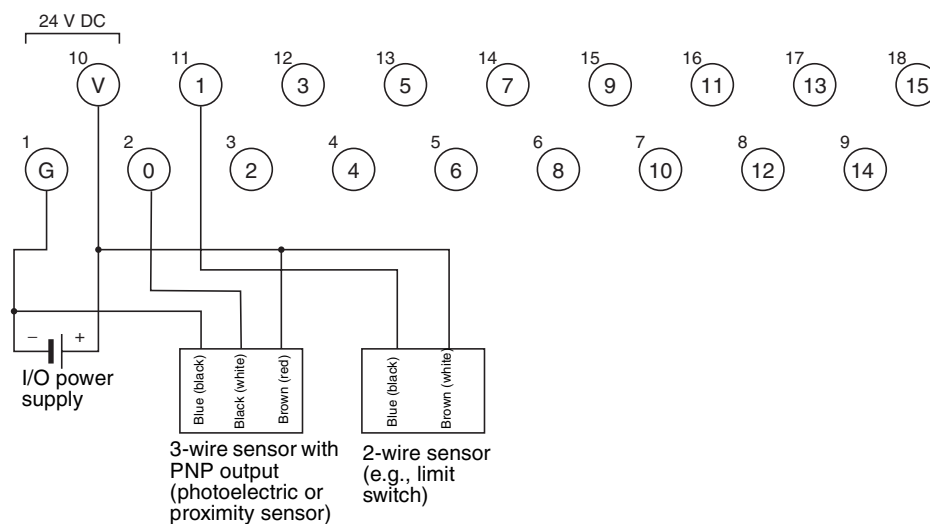 24 V DC
10 11 12 13 14 15 16 17 18
V 1 3 5 7 9 11 13 15
1 2 3 4 5 6 7 8 9
G 0 2 4 6 8 10 12 14
− +
I/O power
supply
Blue (black)
Black (white)
Brown (red)
Blue (black)
Brown (white)
3-wire sensor with
PNP output
(photoelectric or
proximity sensor)
2-wire sensor
(e.g., limit
switch)